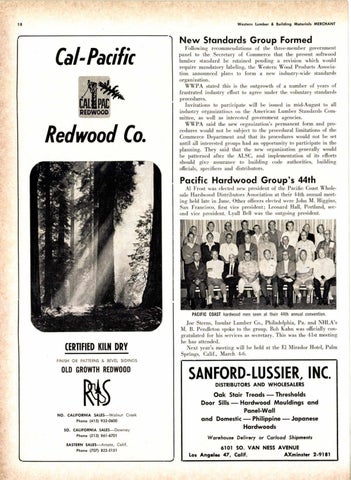 18
Western Lumber & Building Materials MERCHANT
Cal-Pacific
CAL PAC
REDWOOD
Redwood Co.
CERTIFIED KILN DRY
FINISH OR PATTERNS & BEVEL SIDINGS
OLD GROWTH REDWOOD
NO. CALIFORNIA SALES—Walnut Creek
Phone (415) 935-0600
SO. CALIFORNIA SALES—Downey
Phone (213) 861-6701
EASTERN SALES—Arcata, Calif.
Phone (707) 822-5151
New Standards Group Formed
Following recommendations of the three-member government
panel to the Secretary of Commerce that the present softwood
lumber standard be retained pending a revision which would
require mandatory labeling, the Western Wood Products Associa-
tion announced plans to form a new industry-wide standards
organization.
WWPA stated this is the outgrowth of a number of years of
frustrated industry effort to agree under the voluntary standards
procedures.
Invitations to participate will be issued in mid-August to all
industry organizations on the American Lumber Standards Com-
mittee, as well as interested government agencies.
WWPA said the new organization's permanent form and pro-
cedures would not be subject to the procedural limitations of the
Commerce Department and that its procedures would not be set
until all interested groups had an opportunity to participate in the
planning. They said that the new organization generally would
be patterned after the ALSC, and implementation of its efforts
should give assurance to building code authorities, building
officials, specifiers and distributors.
Pacific Hardwood Group's 44th
Al Frost was elected new president of the Pacific Coast Whole-
sale Hardwood Distributors Association at their 44th annual meet-
ing held late in June. Other officers elected were John M. Higgins,
San Francisco, first vice president; Leonard Hall, Portland, sec-
ond vice president. Lyall Bell was the outgoing president.
PACIFIC COAST hardwood men seen at their 44th annual convention.
Joe Sterns, Insular Lumber Co., Philadelphia, Pa. and NHLA's
M. B. Pendleton spoke to the group. Bob Kahn was officially con-
gratulated for his services as secretary. This was the 41st meeting
he has attended.
Next year's meeting will be held at the El Mirador Hotel, Palm
Springs, Calif., March 4-6.
SANFORD-LUSSIER, INC.
DISTRIBUTORS AND WHOLESALERS
Oak Stair Treads — Thresholds
Door Sills — Hardwood Mouldings and
Panel-Wall
and Domestic — Philippine — Japanese
Hardwoods
Warehouse Delivery or Carload Shipments
6101 SO. VAN NESS AVENUE
Los Angeles 47, Calif. AXminster 2-9181